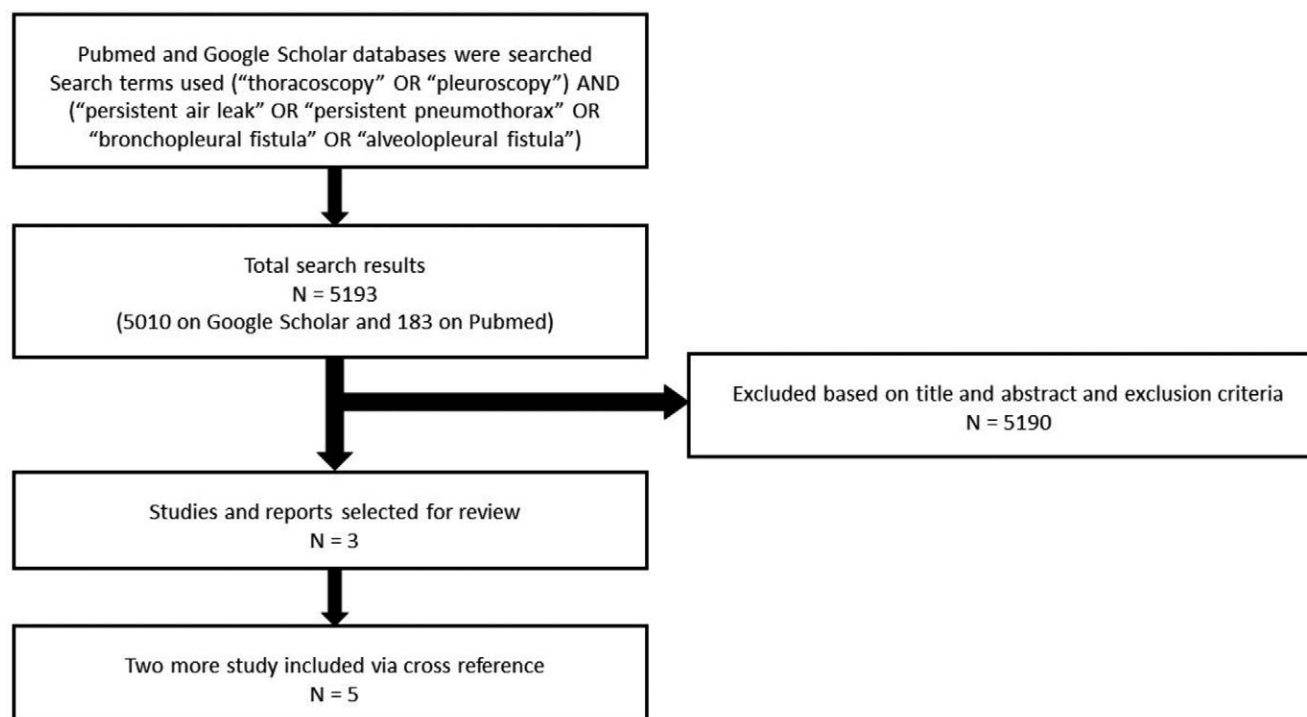 Pubmed and Google Scholar databases were searched
Search terms used (“thoracoscopy” OR “pleuroscopy”) AND
(“persistent air leak” OR “persistent pneumothorax” OR
“bronchopleural fistula” OR “alveolopleural fistula”)
Total search results
N = 5193
(5010 on Google Scholar and 183 on Pubmed)
Excluded based on title and abstract and exclusion criteria
N = 5190
Studies and reports selected for review
N = 3
Two more study included via cross reference
N = 5